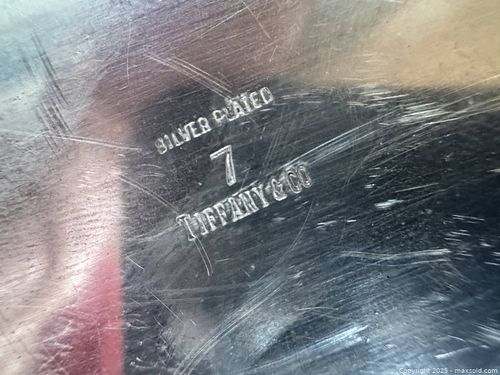 SILVER PLATED
7
TIFFANY & CO
Copyright 2025 - maxsold.com